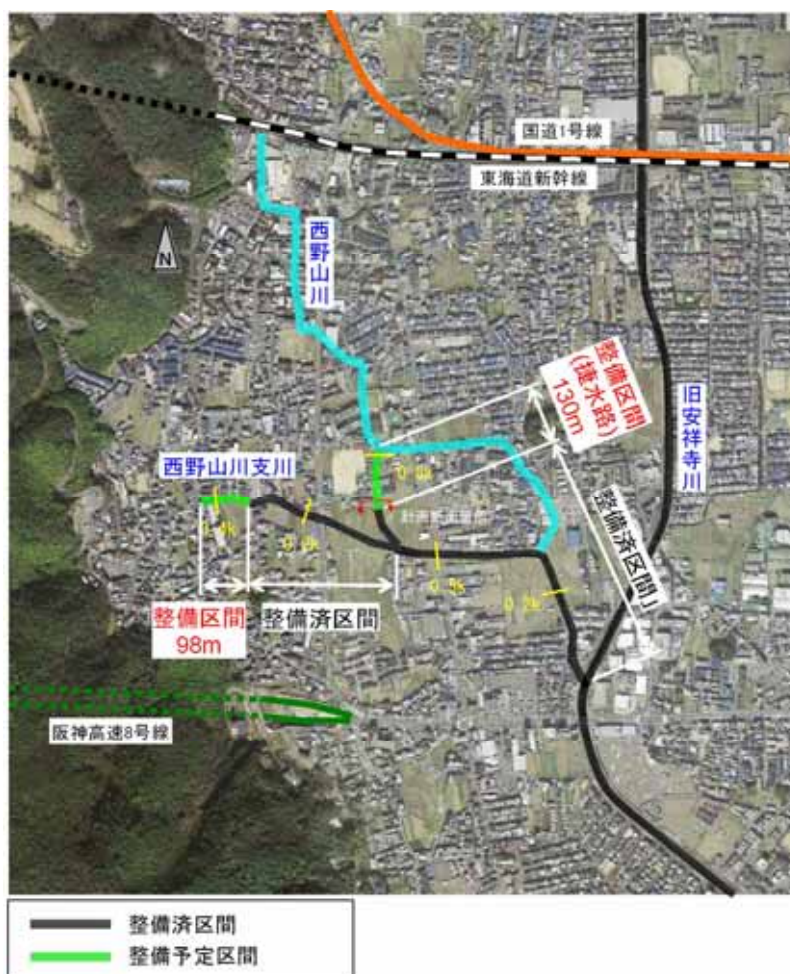 国道1号線
東海道新幹線
N
西野山川
整備区間
(捷水路)
130m
旧安祥寺川
西野山川支川
整備済区間」
0.2k
整備区間
98m
整備済区間
阪神高速8号線
整備済区間
整備予定区間